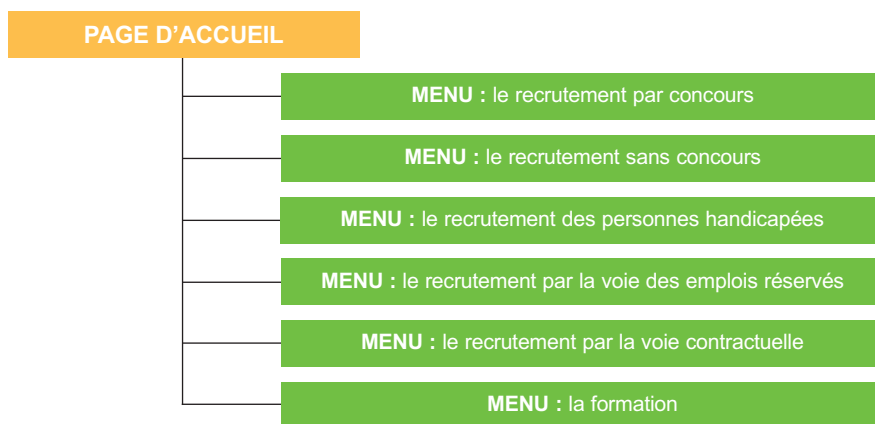 PAGE D’ACCUEIL
MENU : le recrutement par concours
MENU : le recrutement sans concours
MENU : le recrutement des personnes handicapées
MENU : le recrutement par la voie des emplois réservés
MENU : le recrutement par la voie contractuelle
MENU : la formation